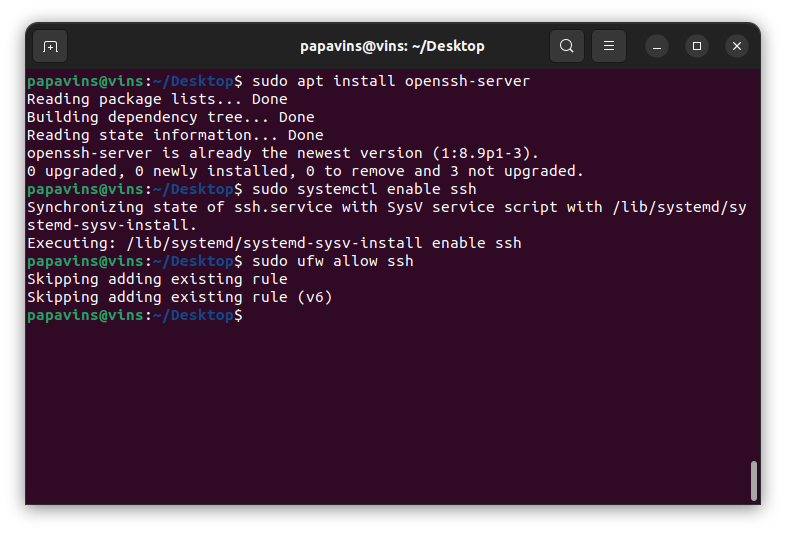 papavins@vins: ~/Desktop
papavins@vins:~/Desktop$ sudo apt install openssh-server
Reading package lists... Done
Building dependency tree... Done
Reading state information... Done
openssh-server is already the newest version (1:8.9p1-3).
0 upgraded, 0 newly installed, 0 to remove and 3 not upgraded.
papavins@vins:~/Desktop$ sudo systemctl enable ssh
Synchronizing state of ssh.service with SysV service script with /lib/systemd/sy
stemd-sysv-install.
Executing: /lib/systemd/systemd-sysv-install enable ssh
papavins@vins:~/Desktop$ sudo ufw allow ssh
Skipping adding existing rule
Skipping adding existing rule (v6)
papavins@vins:~/Desktop$